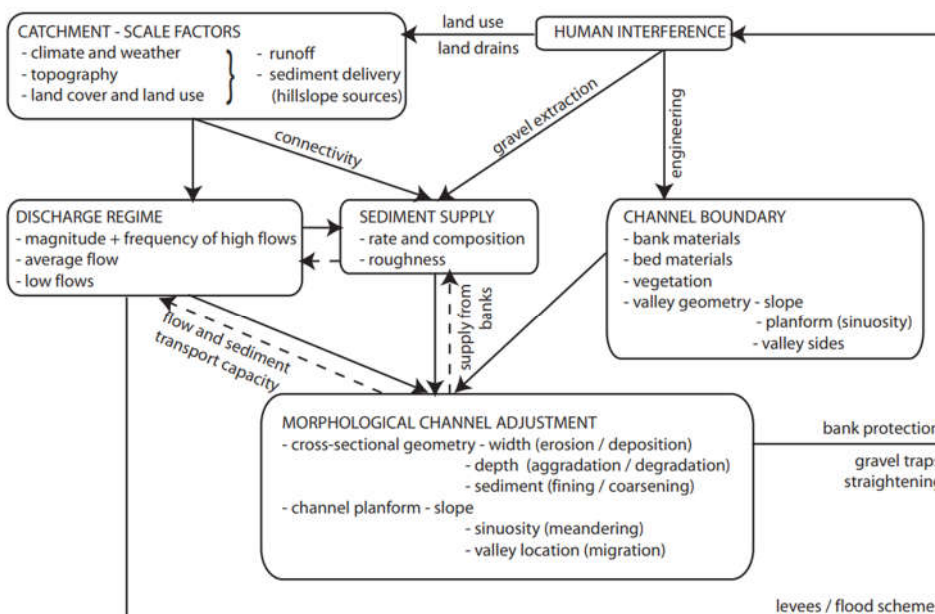 CATCHMENT - SCALE FACTORS
- climate and weather
- topography
- land cover and land use
- runoff
- sediment delivery
(hillslope sources)
land use
land drains
HUMAN INTERFERENCE
connectivity
gravel extraction
engineering
DISCHARGE REGIME
- magnitude + frequency of high flows
- average flow
- low flows
SEDIMENT SUPPLY
- rate and composition
- roughness
CHANNEL BOUNDARY
- bank materials
- bed materials
- vegetation
- valley geometry - slope
- planform (sinuosity)
- valley sides
flow and sediment
transport capacity
supply from
banks
MORPHOLOGICAL CHANNEL ADJUSTMENT
- cross-sectional geometry - width (erosion / deposition)
- depth (aggradation / degradation)
- sediment (fining / coarsening)
- channel planform - slope
- sinuosity (meandering)
- valley location (migration)
bank protection
gravel traps
straightening
levees / flood scheme